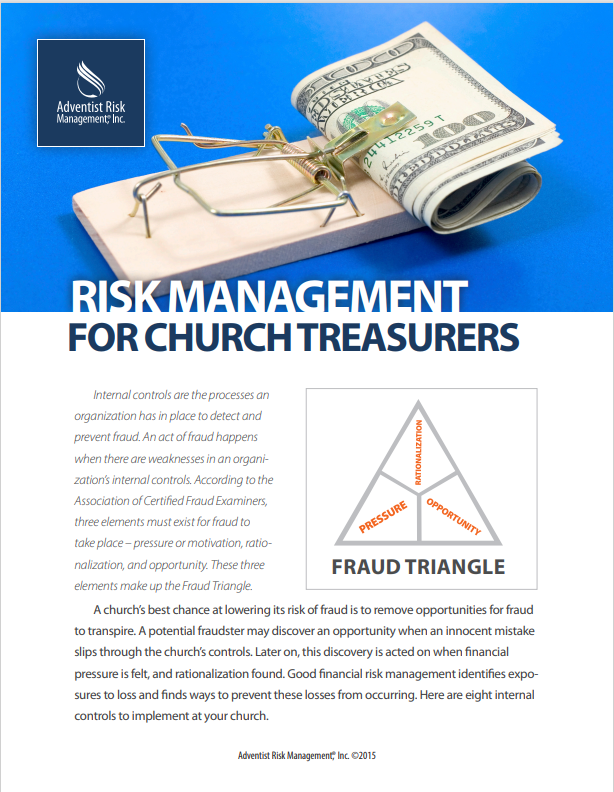 Adventist Risk
Management,® Inc.
100
24412259T
RISK MANAGEMENT
FOR CHURCH TREASURERS
Internal controls are the processes an
organization has in place to detect and
prevent fraud. An act of fraud happens
when there are weaknesses in an organi-
zation's internal controls. According to the
Association of Certified Fraud Examiners,
three elements must exist for fraud to
take place – pressure or motivation, ratio-
nalization, and opportunity. These three
elements make up the Fraud Triangle.
RATIONALIZATION
PRESSURE
OPPORTUNITY
FRAUD TRIANGLE
A church's best chance at lowering its risk of fraud is to remove opportunities for fraud
to transpire. A potential fraudster may discover an opportunity when an innocent mistake
slips through the church's controls. Later on, this discovery is acted on when financial
pressure is felt, and rationalization found. Good financial risk management identifies expo-
sures to loss and finds ways to prevent these losses from occurring. Here are eight internal
controls to implement at your church.
Adventist Risk Management,® Inc. ©2015